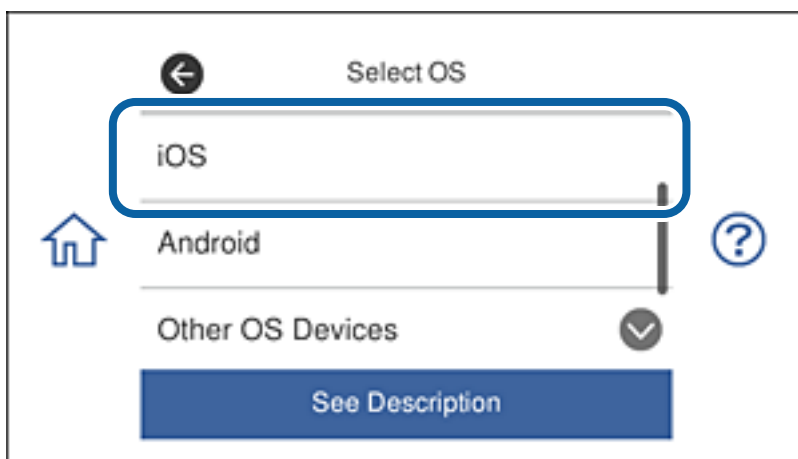 Select OS
iOS
Android
Other OS Devices
See Description